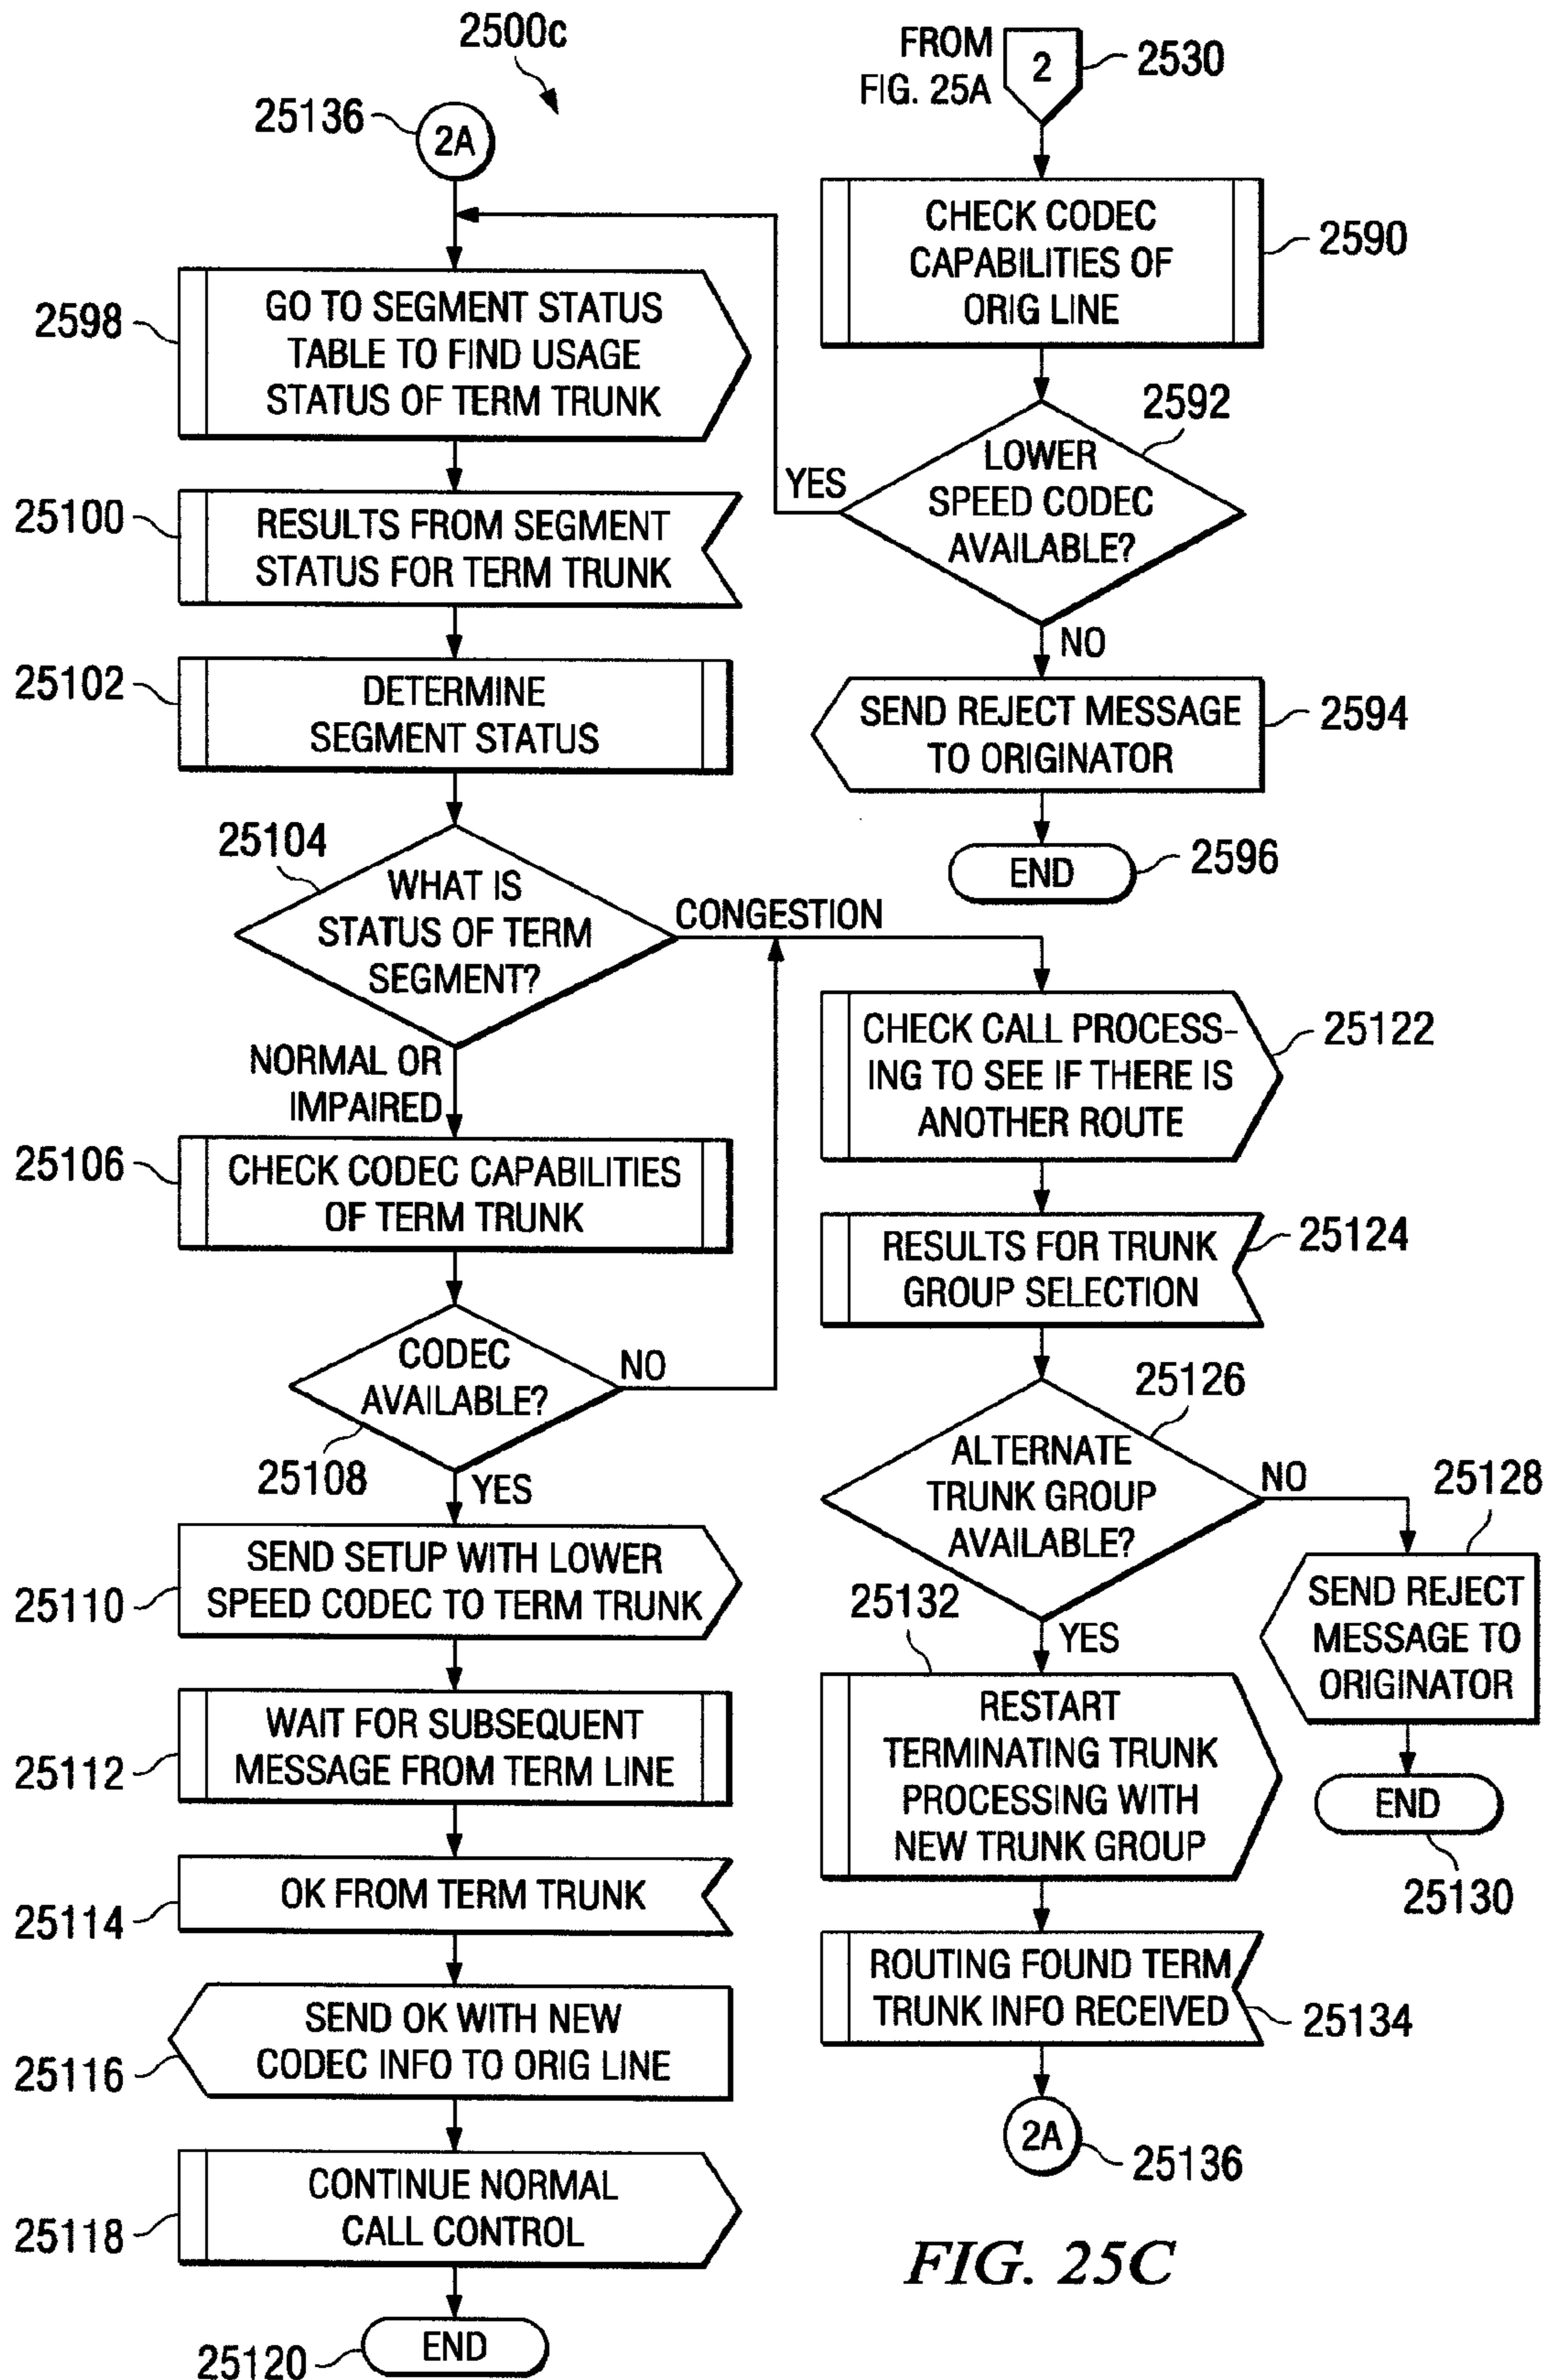 2500c
25136
2A
2598
GO TO SEGMENT STATUS
TABLE TO FIND USAGE
STATUS OF TERM TRUNK
25100
RESULTS FROM SEGMENT
STATUS FOR TERM TRUNK
25102
DETERMINE
SEGMENT STATUS
25104
WHAT IS
STATUS OF TERM
SEGMENT?
CONGESTION
NORMAL OR
IMPAIRED
25106
CHECK CODEC CAPABILITIES
OF TERM TRUNK
CODEC
AVAILABLE?
NO
25108
YES
25110
SEND SETUP WITH LOWER
SPEED CODEC TO TERM TRUNK
25112
WAIT FOR SUBSEQUENT
MESSAGE FROM TERM LINE
25114
OK FROM TERM TRUNK
25116
SEND OK WITH NEW
CODEC INFO TO ORIG LINE
25118
CONTINUE NORMAL
CALL CONTROL
25120
END
FROM
FIG. 25A
2
2530
CHECK CODEC
CAPABILITIES OF
ORIG LINE
2590
2592
LOWER
SPEED CODEC
AVAILABLE?
YES
NO
SEND REJECT MESSAGE
TO ORIGINATOR
2594
END
2596
CHECK CALL PROCESS-
ING TO SEE IF THERE IS
ANOTHER ROUTE
25122
RESULTS FOR TRUNK
GROUP SELECTION
25124
25126
ALTERNATE
TRUNK GROUP
AVAILABLE?
NO
25128
SEND REJECT
MESSAGE TO
ORIGINATOR
END
25130
YES
25132
RESTART
TERMINATING TRUNK
PROCESSING WITH
NEW TRUNK GROUP
ROUTING FOUND TERM
TRUNK INFO RECEIVED
25134
2A
25136
FIG. 25C